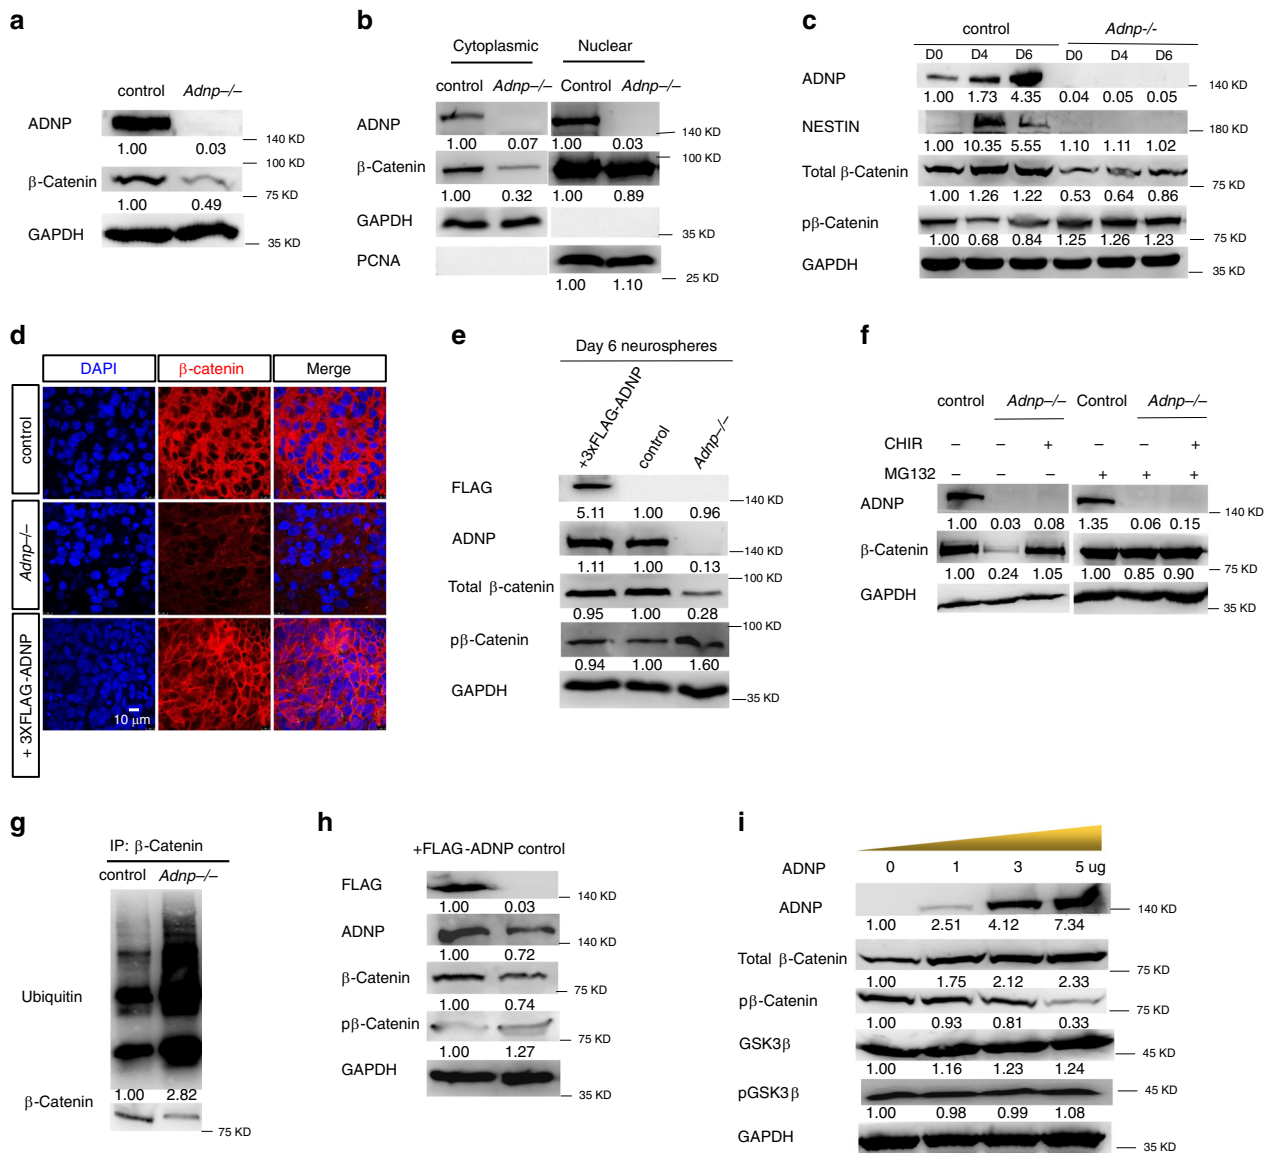 a
control Adnp–/–
ADNP
140 KD
1.00 0.03
100 KD
β-Catenin
75 KD
1.00 0.49
GAPDH
35 KD
b
Cytoplasmic Nuclear
control Adnp–/– Control Adnp–/–
ADNP
140 KD
1.00 0.07 1.00 0.03
100 KD
β-Catenin
1.00 0.32 1.00 0.89
GAPDH
35 KD
PCNA
25 KD
1.00 1.10
c
control Adnp-/-
D0 D4 D6 D0 D4 D6
ADNP
140 KD
1.00 1.73 4.35 0.04 0.05 0.05
NESTIN
180 KD
1.00 10.35 5.55 1.10 1.11 1.02
Total β-Catenin
75 KD
1.00 1.26 1.22 0.53 0.64 0.86
pβ-Catenin
75 KD
1.00 0.68 0.84 1.25 1.26 1.23
GAPDH
35 KD
d
DAPI β-catenin Merge
control
Adnp–/–
+ 3XFLAG-ADNP
10 μm
e
Day 6 neurospheres
+3xFLAG-ADNP control Adnp–/–
FLAG
140 KD
5.11 1.00 0.96
ADNP
140 KD
1.11 1.00 0.13
100 KD
Total β-catenin
0.95 1.00 0.28
100 KD
pβ-Catenin
0.94 1.00 1.60
GAPDH
35 KD
f
control Adnp–/– Control Adnp–/–
CHIR – – + – – +
MG132 – – – + + +
ADNP
140 KD
1.00 0.03 0.08 1.35 0.06 0.15
β-Catenin
75 KD
1.00 0.24 1.05 1.00 0.85 0.90
GAPDH
35 KD
g
IP: β-Catenin
control Adnp–/–
Ubiquitin
1.00 2.82
β-Catenin
75 KD
h
+FLAG-ADNP control
FLAG
140 KD
1.00 0.03
ADNP
140 KD
1.00 0.72
β-Catenin
75 KD
1.00 0.74
pβ-Catenin
75 KD
1.00 1.27
GAPDH
35 KD
i
ADNP 0 1 3 5 ug
ADNP
140 KD
1.00 2.51 4.12 7.34
Total β-Catenin
75 KD
1.00 1.75 2.12 2.33
pβ-Catenin
75 KD
1.00 0.93 0.81 0.33
GSK3β
45 KD
1.00 1.16 1.23 1.24
pGSK3β
45 KD
1.00 0.98 0.99 1.08
GAPDH
35 KD